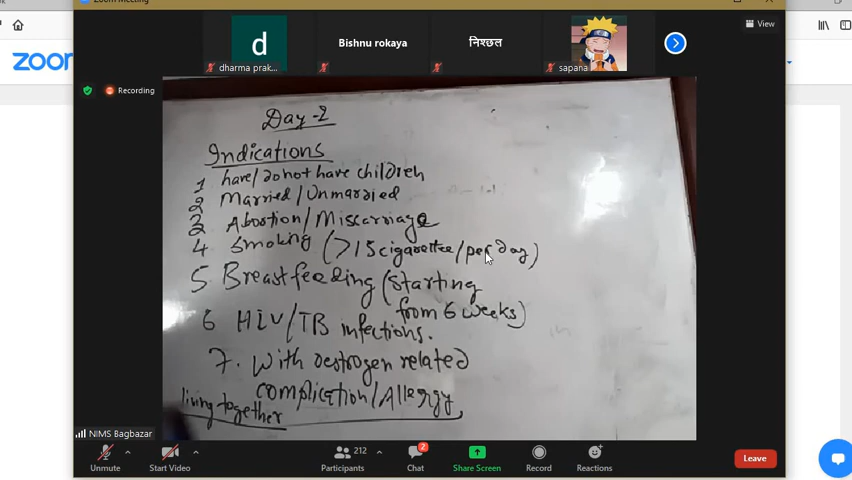 Zoom Meeting
View
zoom
d
Bishnu rokaya
निश्छल
dharma prak...
sapana
Recording
Day-2
Indications
1 have/Do not have children
2 Married/Unmarried
3 Abortion/Miscarriage
4 Smoking (>15 cigarettee/per day)
5 Breastfeeding (Starting
from 6 weeks)
6 HIV/TB infections.
7. With oestrogen related
complication/Allergy
living together
NIMS Bagbazar
212
2
Unmute
Start Video
Participants
Chat
Share Screen
Record
Reactions
Leave